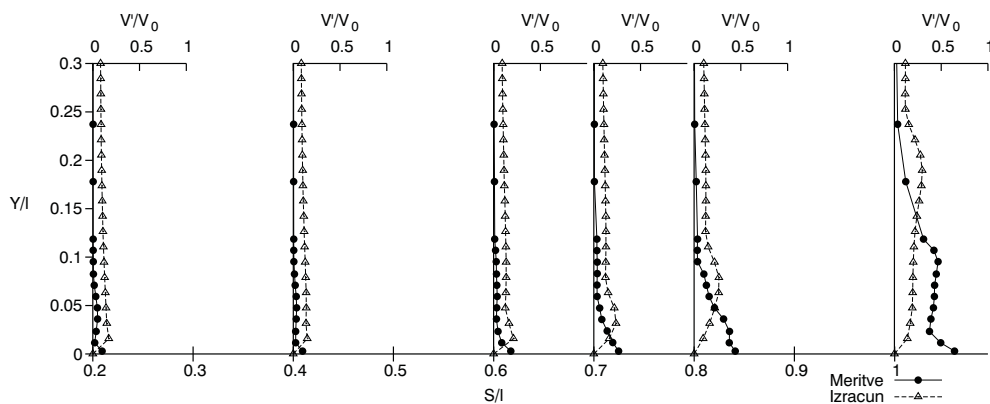 V'/V0 V'/V0 V'/V0 V'/V0 V'/V0 V'/V0
0 0.5 1 0 0.5 1 0 0.5 0 0.5 0 0.5 1 0 0.5 1
0.3
0.25
0.2
Y/l
0.15
0.1
0.05
0
0.2 0.3 0.4 0.5 0.6 0.7 0.8 0.9 1
S/l
Meritve
Izracun